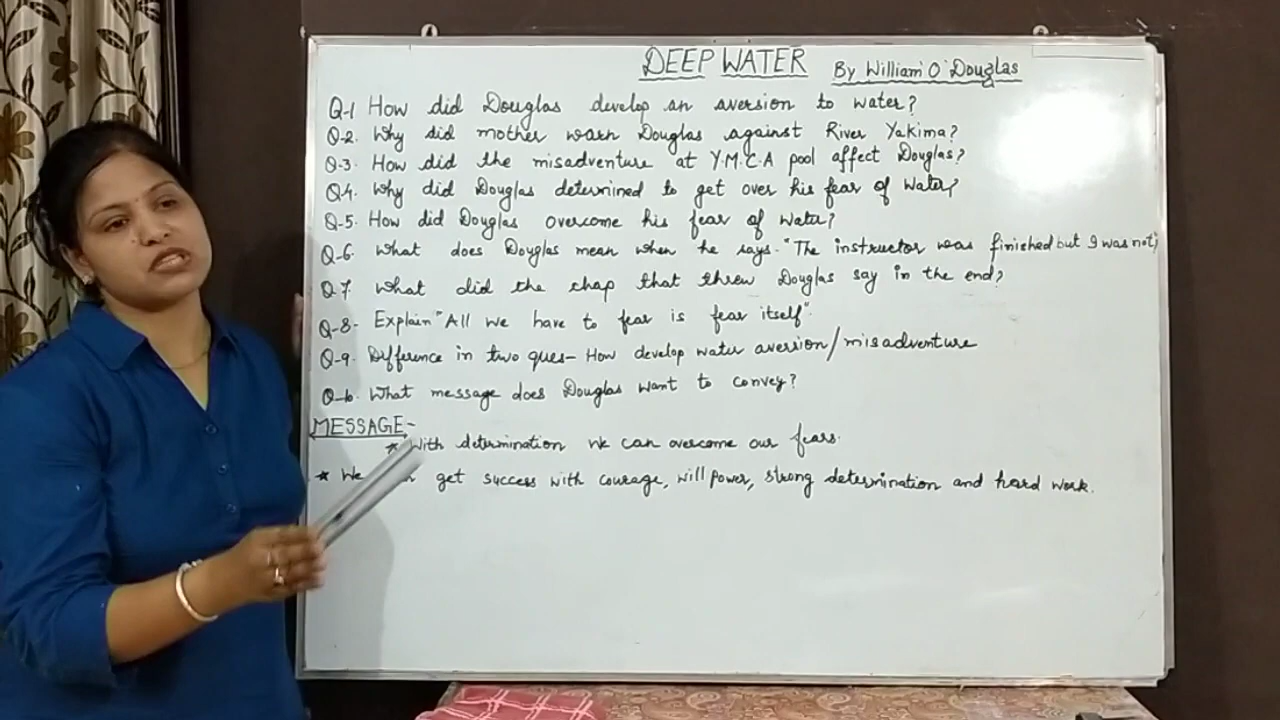 DEEP WATER By William O'Douglas
Q-1 How did Douglas develop an aversion to water?
Q-2. Why did mother warn Douglas against River Yakima?
Q-3. How did the misadventure at Y.M.C.A pool affect Douglas?
Q-4. Why did Douglas determined to get over his fear of water?
Q-5. How did Douglas overcome his fear of water?
Q-6. What does Douglas mean when he says. "The instructor was finished but I was not"?
Q-7. What did the chap that threw Douglas say in the end?
Q-8- Explain "All we have to fear is fear itself".
Q-9. Difference in two ques- How develop water aversion/misadventure
Q-10. What message does Douglas want to convey?
MESSAGE-
* With determination we can overcome our fears.
* We get success with courage, will power, strong determination and hard work.